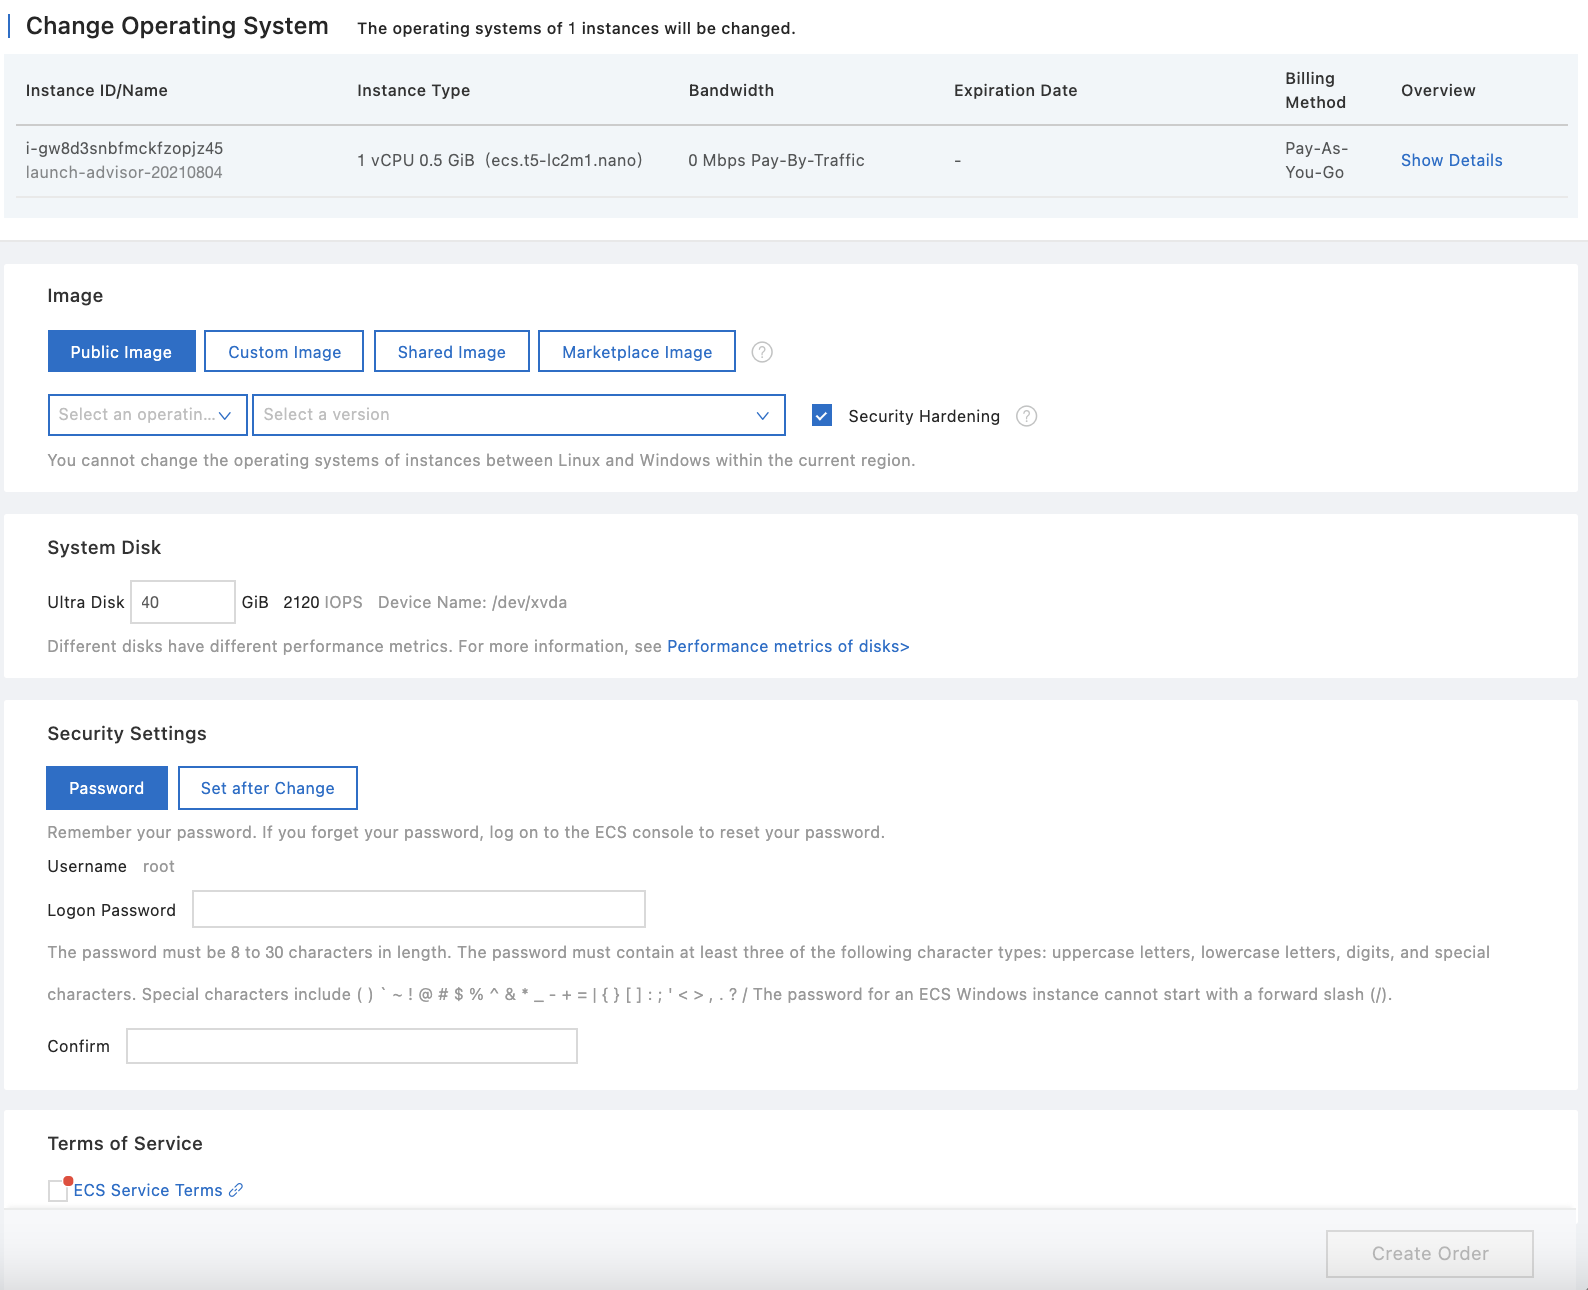 Change Operating System The operating systems of 1 instances will be changed.
Instance ID/Name Instance Type Bandwidth Expiration Date Billing Method Overview
i-gw8d3snbfmckfzopjz45
launch-advisor-20210804
1 vCPU 0.5 GiB (ecs.t5-lc2m1.nano) 0 Mbps Pay-By-Traffic - Pay-As-You-Go Show Details
Image
Public Image Custom Image Shared Image Marketplace Image ?
Select an operatin... Select a version Security Hardening ?
You cannot change the operating systems of instances between Linux and Windows within the current region.
System Disk
Ultra Disk 40 GiB 2120 IOPS Device Name: /dev/xvda
Different disks have different performance metrics. For more information, see Performance metrics of disks>
Security Settings
Password Set after Change
Remember your password. If you forget your password, log on to the ECS console to reset your password.
Username root
Logon Password
The password must be 8 to 30 characters in length. The password must contain at least three of the following character types: uppercase letters, lowercase letters, digits, and special
characters. Special characters include ( ) ` ~ ! @ # $ % ^ & * _ - + = | { } [ ] : ; ' < > , . ? / The password for an ECS Windows instance cannot start with a forward slash (/).
Confirm
Terms of Service
ECS Service Terms
Create Order